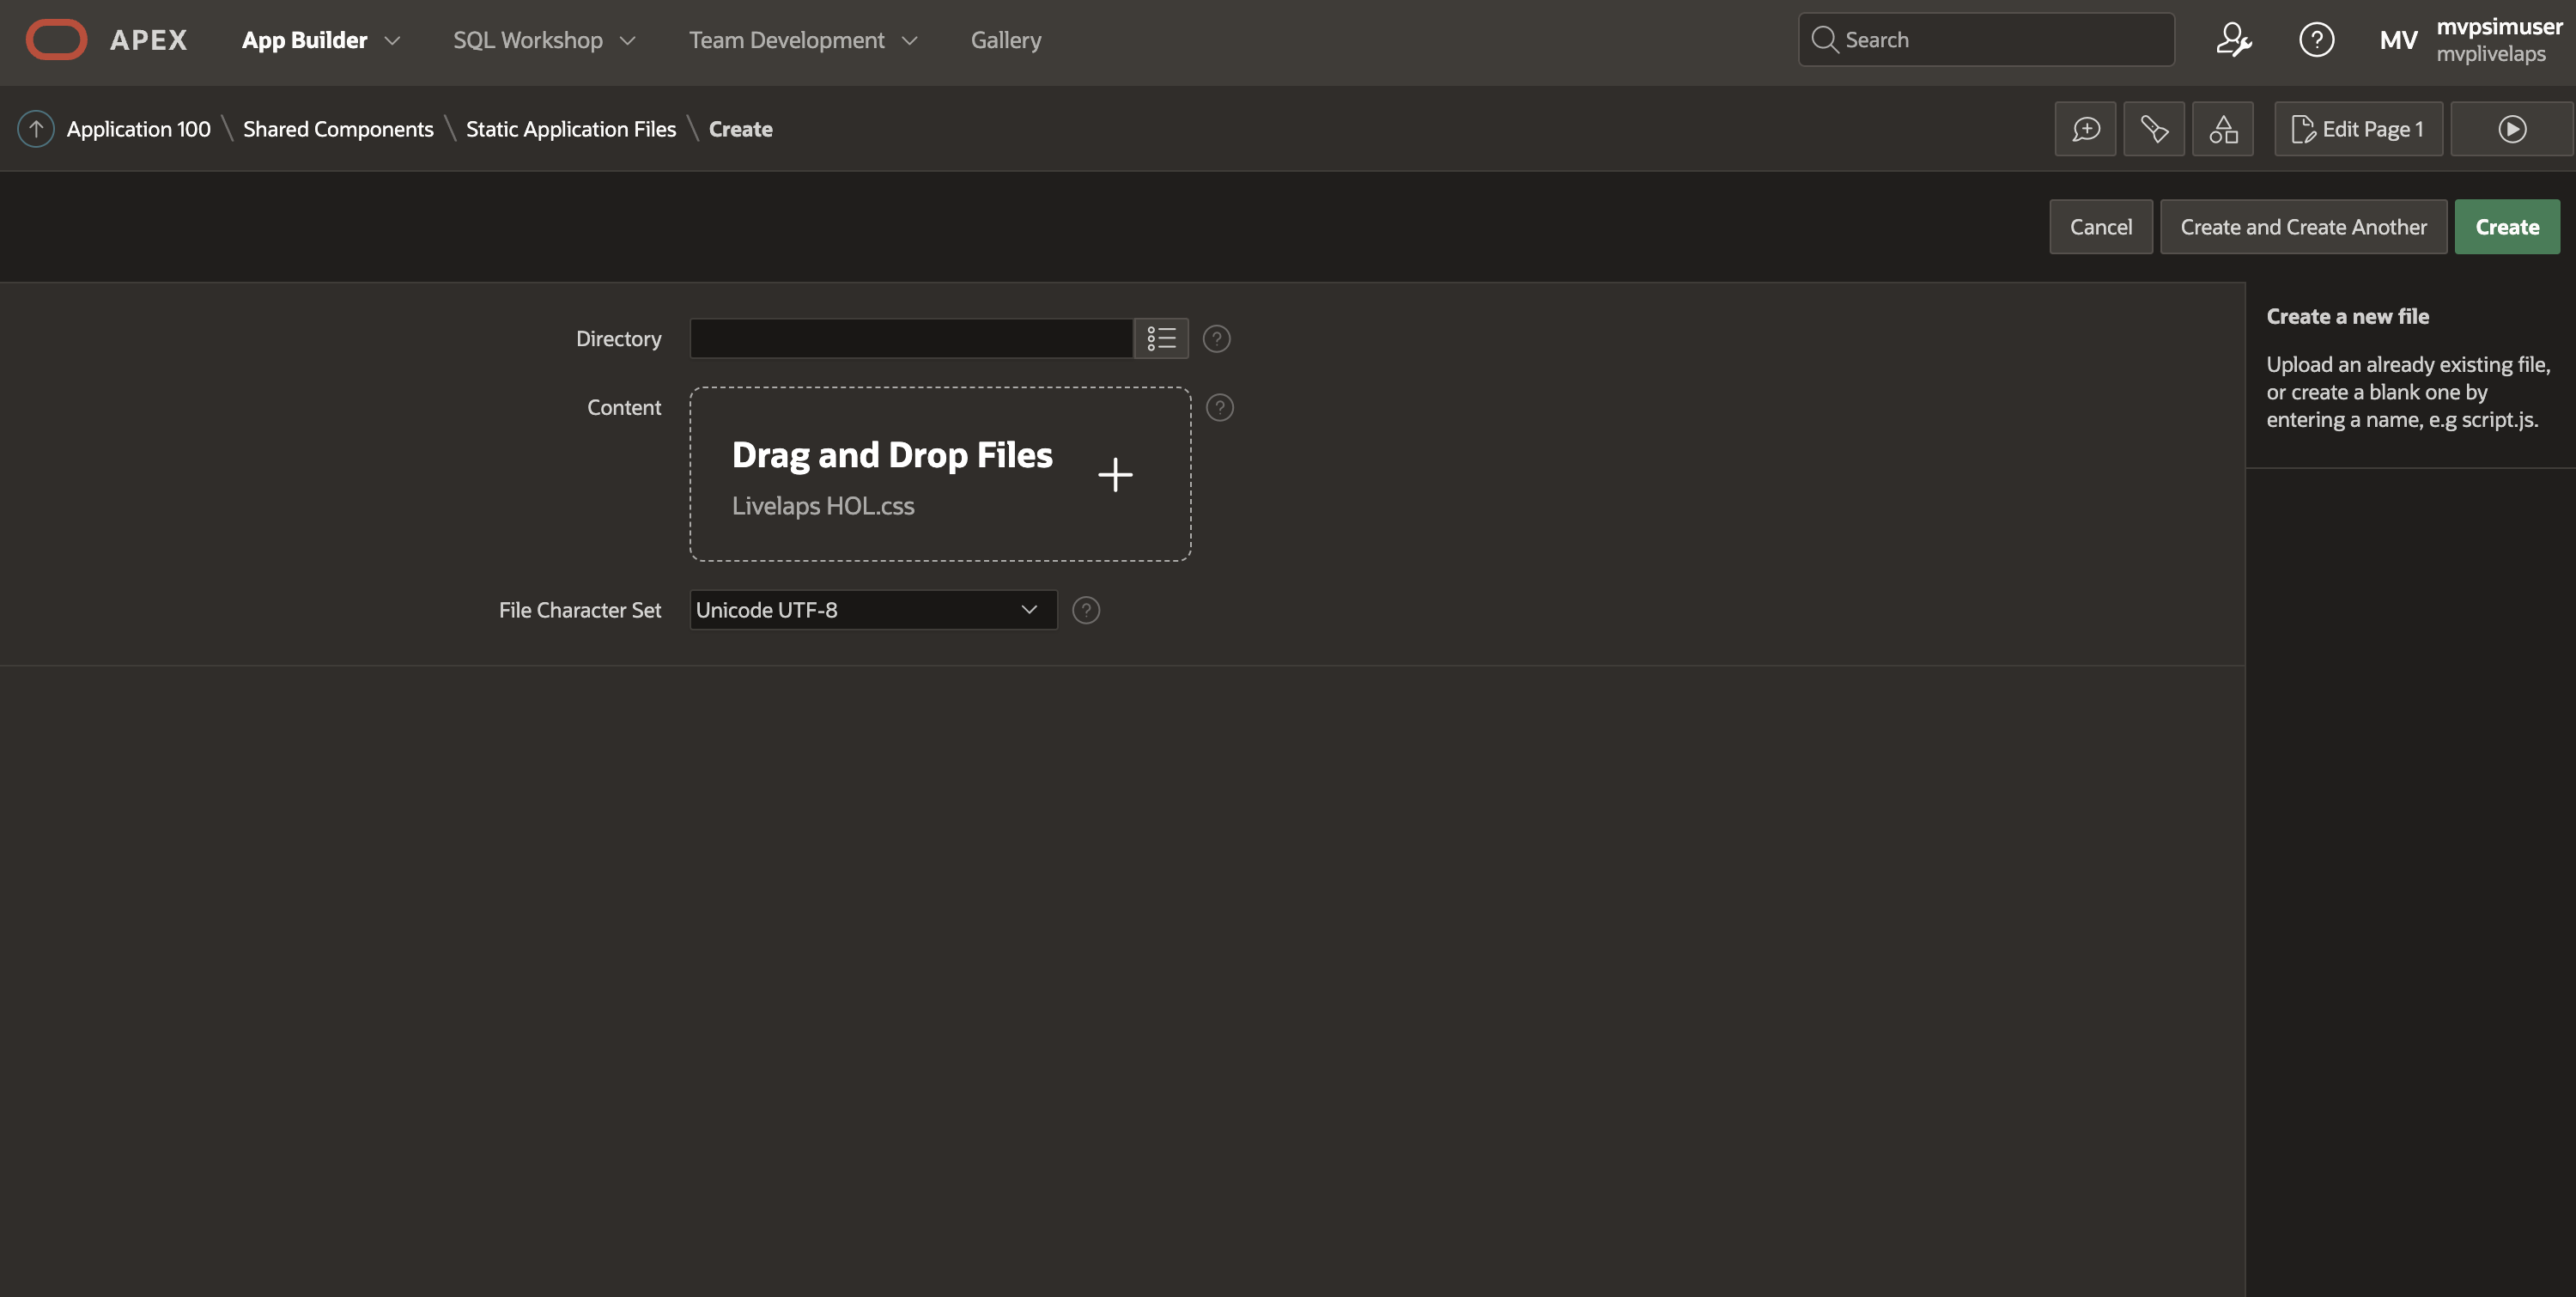 APEX App Builder SQL Workshop Team Development Gallery Search MV mvpsimuser
mvplivelaps
Application 100 \ Shared Components \ Static Application Files \ Create Edit Page 1
Cancel Create and Create Another Create
Directory
Content
Drag and Drop Files
Livelaps HOL.css
File Character Set Unicode UTF-8
Create a new file
Upload an already existing file,
or create a blank one by
entering a name, e.g script.js.